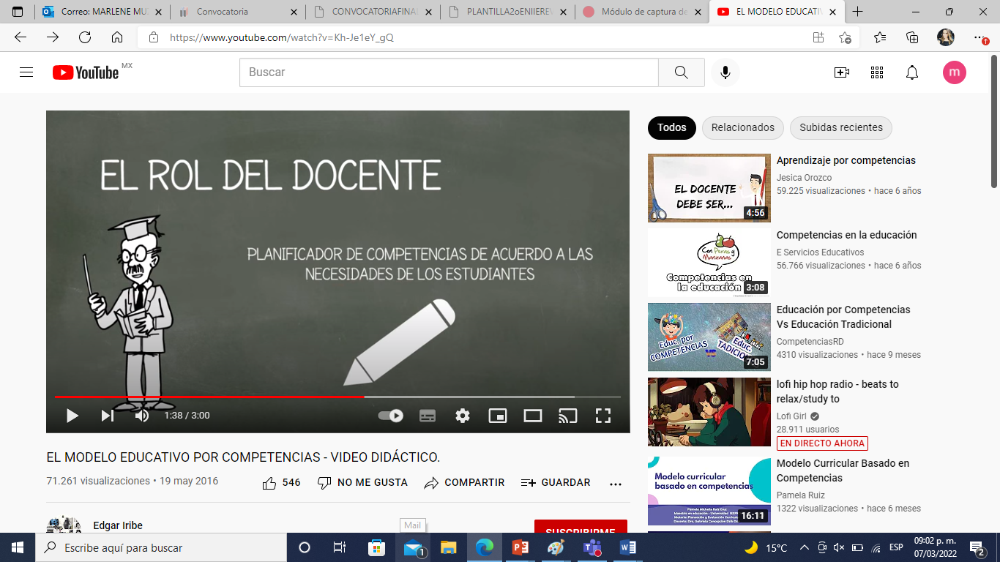 Correo: MARLENE MU
Convocatoria
CONVOCATORIAFINA
PLANTILLA2oENIIERE
Módulo de captura de
EL MODELO EDUCATIV
https://www.youtube.com/watch?v=Kh-Je1eY_gQ
YouTube MX
Buscar
m
EL ROL DEL DOCENTE
PLANIFICADOR DE COMPETENCIAS DE ACUERDO A LAS
NECESIDADES DE LOS ESTUDIANTES
1:38 / 3:00
EL MODELO EDUCATIVO POR COMPETENCIAS - VIDEO DIDÁCTICO.
71.261 visualizaciones • 19 may 2016
546
NO ME GUSTA
COMPARTIR
GUARDAR
Edgar Iribe
SUSCRIBIRME
Mail
Todos
Relacionados
Subidas recientes
EL DOCENTE
DEBE SER...
4:56
Aprendizaje por competencias
Jesica Orozco
59.225 visualizaciones • hace 6 años
Con Peras y
Manzanas
Competencias en
la educación
3:08
Competencias en la educación
E Servicios Educativos
56.766 visualizaciones • hace 6 años
Educ. por
COMPETENCIAS
VS
Educ.
TADICIO
7:05
Educación por Competencias
Vs Educación Tradicional
CompetenciasRD
4310 visualizaciones • hace 9 meses
lofi hip hop radio - beats to
relax/study to
Lofi Girl
28.911 usuarios
EN DIRECTO AHORA
Modelo curricular
basado en competencias
16:11
Modelo Curricular Basado en
Competencias
Pamela Ruiz
1322 visualizaciones • hace 6 meses
Escribe aquí para buscar
1
15°C
ESP
09:02 p. m.
07/03/2022
2